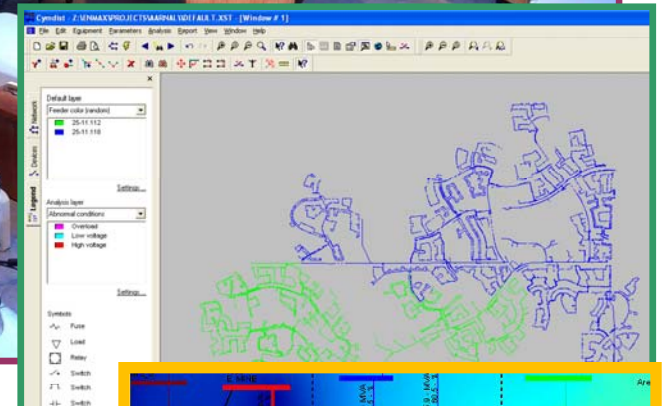 Cymdist - Z:\ENMAX\PROJECTS\AARNAL\DEFAULT.XST - [Window # 1]
File Edit Equipment Parameters Analysis Report View Window Help
Network
Devices
Legend
Default layer
Feeder color (random)
25-11.112
25-11.118
Settings...
Analysis layer
Abnormal conditions
Overload
Low voltage
High voltage
Settings...
Symbols
Fuse
Load
Relay
Switch
Switch
Switch
Are